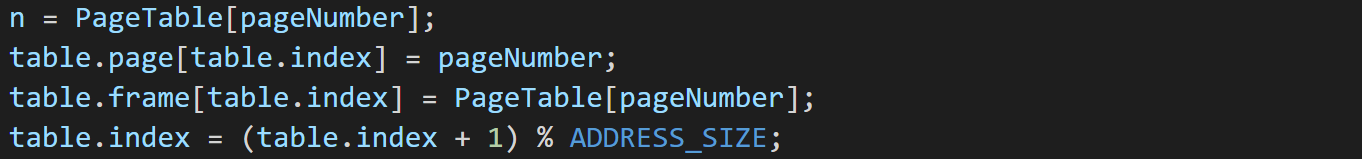 n = PageTable[pageNumber];
table.page[table.index] = pageNumber;
table.frame[table.index] = PageTable[pageNumber];
table.index = (table.index + 1) % ADDRESS_SIZE;